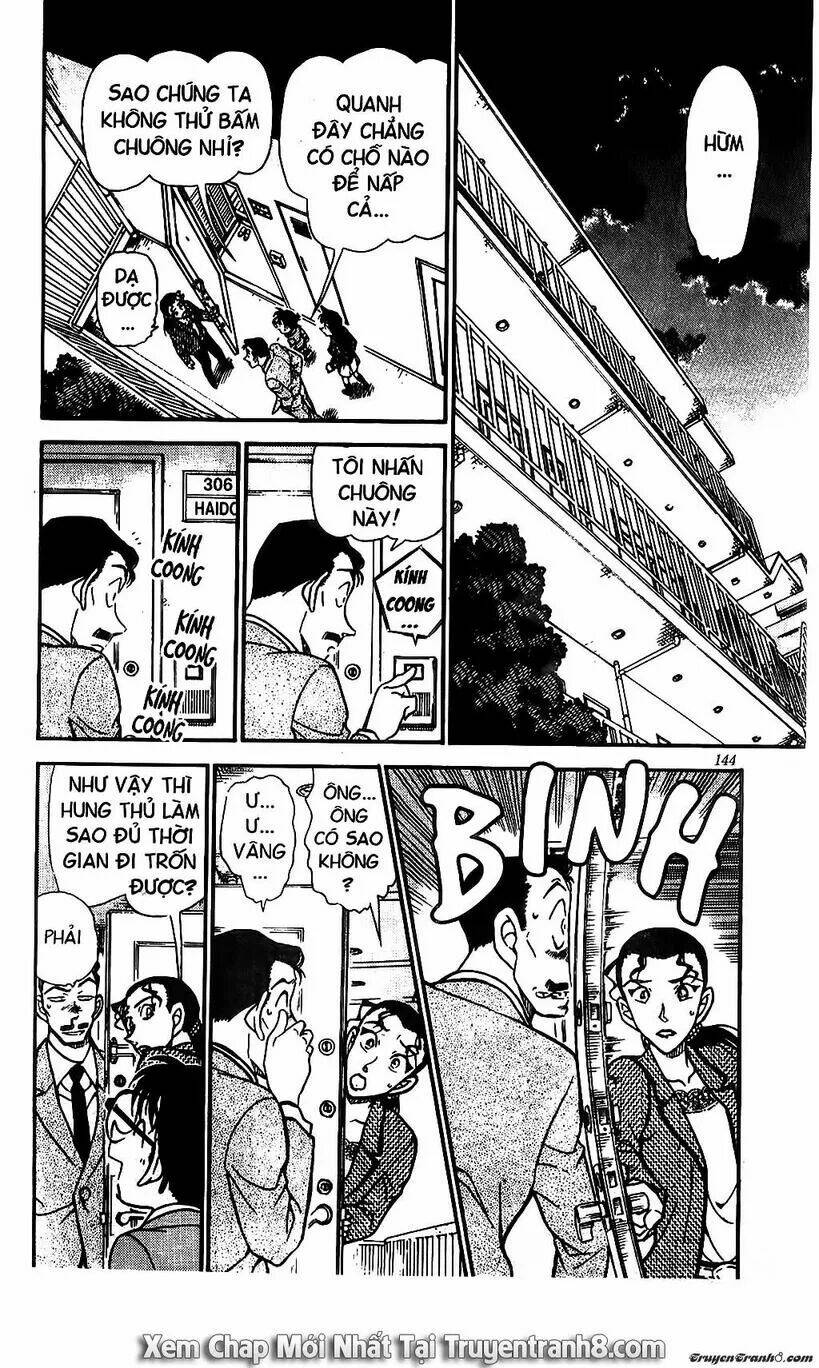 HỪM
...
QUANH
ĐÂY CHẲNG
CÓ CHỖ NÀO
ĐỂ NẤP
CẢ...
SAO CHÚNG TA
KHÔNG THỬ BẤM
CHUÔNG NHỈ?
DẠ
ĐƯỢC
...
TÔI NHẤN
CHUÔNG
NÀY!
KÍNH
COONG
...
306
HAIDO
KÍNH
COONG
KÍNH
COONG
KÍNH
COONG
144
BINH
ÔNG...
ÔNG
CÓ SAO
KHÔNG
?
Ư...
Ư...
VÂNG
...
NHƯ VẬY THÌ
HUNG THỦ LÀM
SAO ĐỦ THỜI
GIAN ĐI TRỐN
ĐƯỢC?
PHẢI
Xem Chap Mới Nhất Tại Truyentranh8.com
TruyenTranh8.com